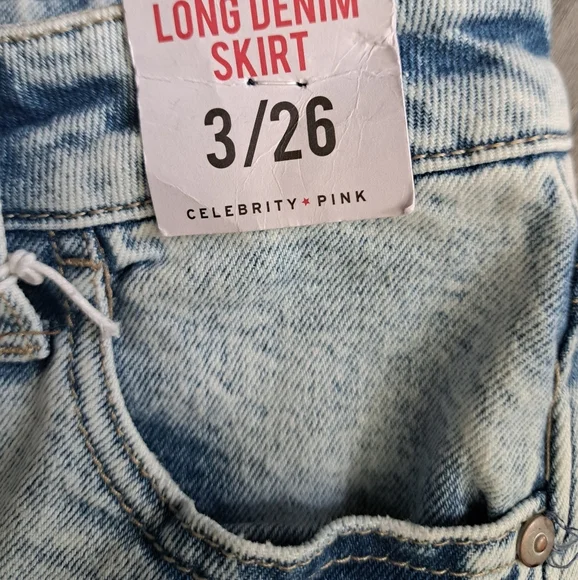 LONG DENIM
SKIRT
3/26
CELEBRITY★PINK